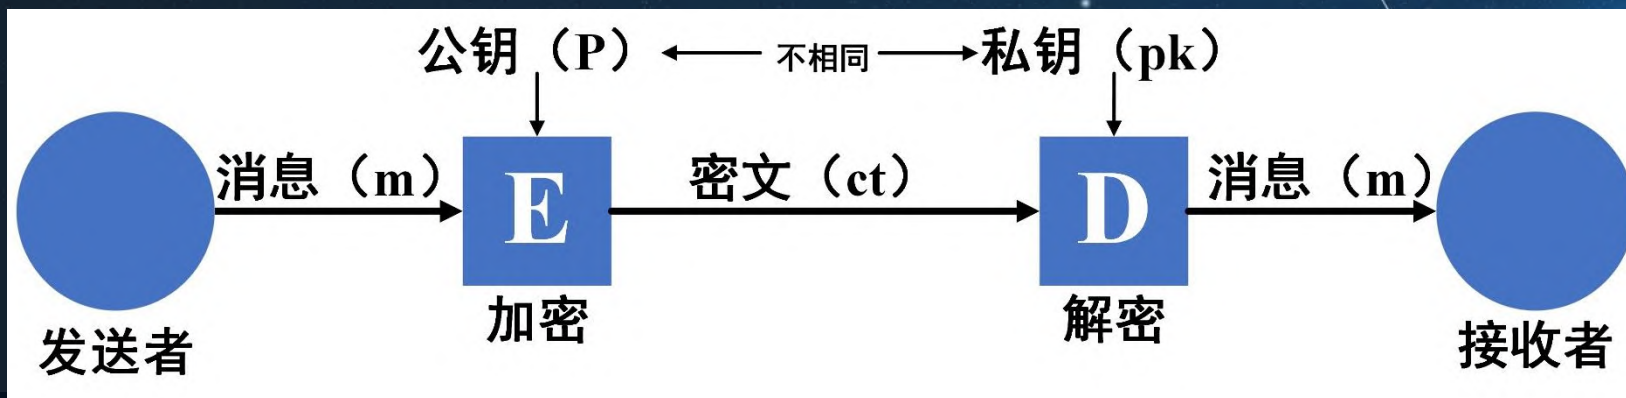 公钥（P） 不相同 私钥（pk）
消息（m） E 密文（ct） D 消息（m）
加密 解密
发送者 接收者